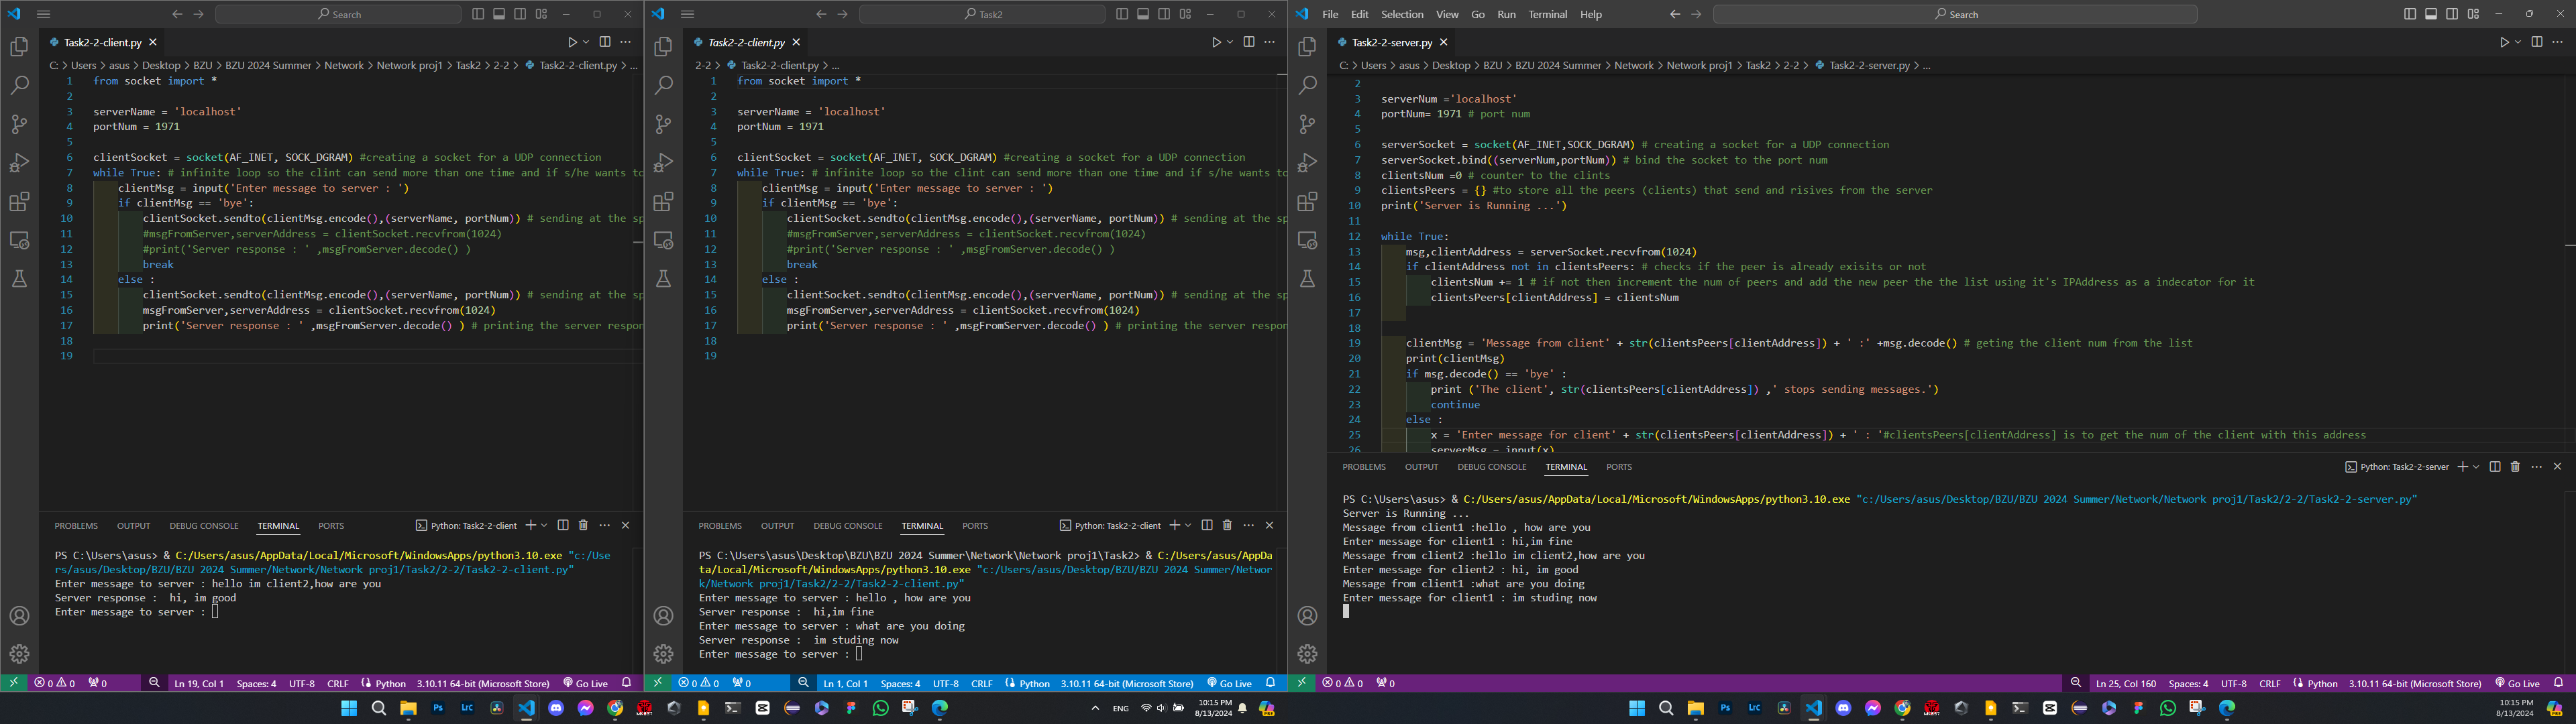 Search
Task2-2-client.py
C: > Users > asus > Desktop > BZU > BZU 2024 Summer > Network > Network proj1 > Task2 > 2-2 > Task2-2-client.py > ...
1 from socket import *
2
3 serverName = 'localhost'
4 portNum = 1971
5
6 clientSocket = socket(AF_INET, SOCK_DGRAM) #creating a socket for a UDP connection
7 while True: # infinite loop so the clint can send more than one time and if s/he wants to
8 clientMsg = input('Enter message to server : ')
9 if clientMsg == 'bye':
10 clientSocket.sendto(clientMsg.encode(),(serverName, portNum)) # sending at the sp
11 #msgFromServer,serverAddress = clientSocket.recvfrom(1024)
12 #print('Server response : ' ,msgFromServer.decode() )
13 break
14 else :
15 clientSocket.sendto(clientMsg.encode(),(serverName, portNum)) # sending at the sp
16 msgFromServer,serverAddress = clientSocket.recvfrom(1024)
17 print('Server response : ' ,msgFromServer.decode() ) # printing the server respon
18
19
PROBLEMS OUTPUT DEBUG CONSOLE TERMINAL PORTS Python: Task2-2-client
PS C:\Users\asus> & C:/Users/asus/AppData/Local/Microsoft/WindowsApps/python3.10.exe "c:/Use
rs/asus/Desktop/BZU/BZU 2024 Summer/Network/Network proj1/Task2/2-2/Task2-2-client.py"
Enter message to server : hello im client2,how are you
Server response :  hi, im good
Enter message to server :
0 0 0 Ln 19, Col 1 Spaces: 4 UTF-8 CRLF Python 3.10.11 64-bit (Microsoft Store) Go Live
Task2
Task2-2-client.py
2-2 > Task2-2-client.py > ...
1 from socket import *
2
3 serverName = 'localhost'
4 portNum = 1971
5
6 clientSocket = socket(AF_INET, SOCK_DGRAM) #creating a socket for a UDP connection
7 while True: # infinite loop so the clint can send more than one time and if s/he wants to
8 clientMsg = input('Enter message to server : ')
9 if clientMsg == 'bye':
10 clientSocket.sendto(clientMsg.encode(),(serverName, portNum)) # sending at the sp
11 #msgFromServer,serverAddress = clientSocket.recvfrom(1024)
12 #print('Server response : ' ,msgFromServer.decode() )
13 break
14 else :
15 clientSocket.sendto(clientMsg.encode(),(serverName, portNum)) # sending at the sp
16 msgFromServer,serverAddress = clientSocket.recvfrom(1024)
17 print('Server response : ' ,msgFromServer.decode() ) # printing the server respon
18
19
PROBLEMS OUTPUT DEBUG CONSOLE TERMINAL PORTS Python: Task2-2-client
PS C:\Users\asus\Desktop\BZU\BZU 2024 Summer\Network\Network proj1\Task2> & C:/Users/asus/AppDa
ta/Local/Microsoft/WindowsApps/python3.10.exe "c:/Users/asus/Desktop/BZU/BZU 2024 Summer/Networ
k/Network proj1/Task2/2-2/Task2-2-client.py"
Enter message to server : hello , how are you
Server response :  hi,im fine
Enter message to server : what are you doing
Server response :  im studing now
Enter message to server :
0 0 0 Ln 1, Col 1 Spaces: 4 UTF-8 CRLF Python 3.10.11 64-bit (Microsoft Store) Go Live
Ps Lrc ENG 10:15 PM
8/13/2024
File Edit Selection View Go Run Terminal Help Search
Task2-2-server.py
C: > Users > asus > Desktop > BZU > BZU 2024 Summer > Network > Network proj1 > Task2 > 2-2 > Task2-2-server.py > ...
2
3 serverNum ='localhost'
4 portNum= 1971 # port num
5
6 serverSocket = socket(AF_INET,SOCK_DGRAM) # creating a socket for a UDP connection
7 serverSocket.bind((serverNum,portNum)) # bind the socket to the port num
8 clientsNum =0 # counter to the clints
9 clientsPeers = {} #to store all the peers (clients) that send and risives from the server
10 print('Server is Running ...')
11
12 while True:
13 msg,clientAddress = serverSocket.recvfrom(1024)
14 if clientAddress not in clientsPeers: # checks if the peer is already exisits or not
15 clientsNum += 1 # if not then increment the num of peers and add the new peer the the list using it's IPAddress as a indecator for it
16 clientsPeers[clientAddress] = clientsNum
17
18
19 clientMsg = 'Message from client' + str(clientsPeers[clientAddress]) + ' :' +msg.decode() # geting the client num from the list
20 print(clientMsg)
21 if msg.decode() == 'bye' :
22 print ('The client', str(clientsPeers[clientAddress]) ,' stops sending messages.')
23 continue
24 else :
25 x = 'Enter message for client' + str(clientsPeers[clientAddress]) + ' : '#clientsPeers[clientAddress] is to get the num of the client with this address
26 serverMsg = input(x)
PROBLEMS OUTPUT DEBUG CONSOLE TERMINAL PORTS Python: Task2-2-server
PS C:\Users\asus> & C:/Users/asus/AppData/Local/Microsoft/WindowsApps/python3.10.exe "c:/Users/asus/Desktop/BZU/BZU 2024 Summer/Network/Network proj1/Task2/2-2/Task2-2-server.py"
Server is Running ...
Message from client1 :hello , how are you
Enter message for client1 : hi,im fine
Message from client2 :hello im client2,how are you
Enter message for client2 : hi, im good
Message from client1 :what are you doing
Enter message for client1 : im studing now
0 0 0 Ln 25, Col 160 Spaces: 4 UTF-8 CRLF Python 3.10.11 64-bit (Microsoft Store) Go Live
Ps Lrc 10:15 PM
8/13/2024